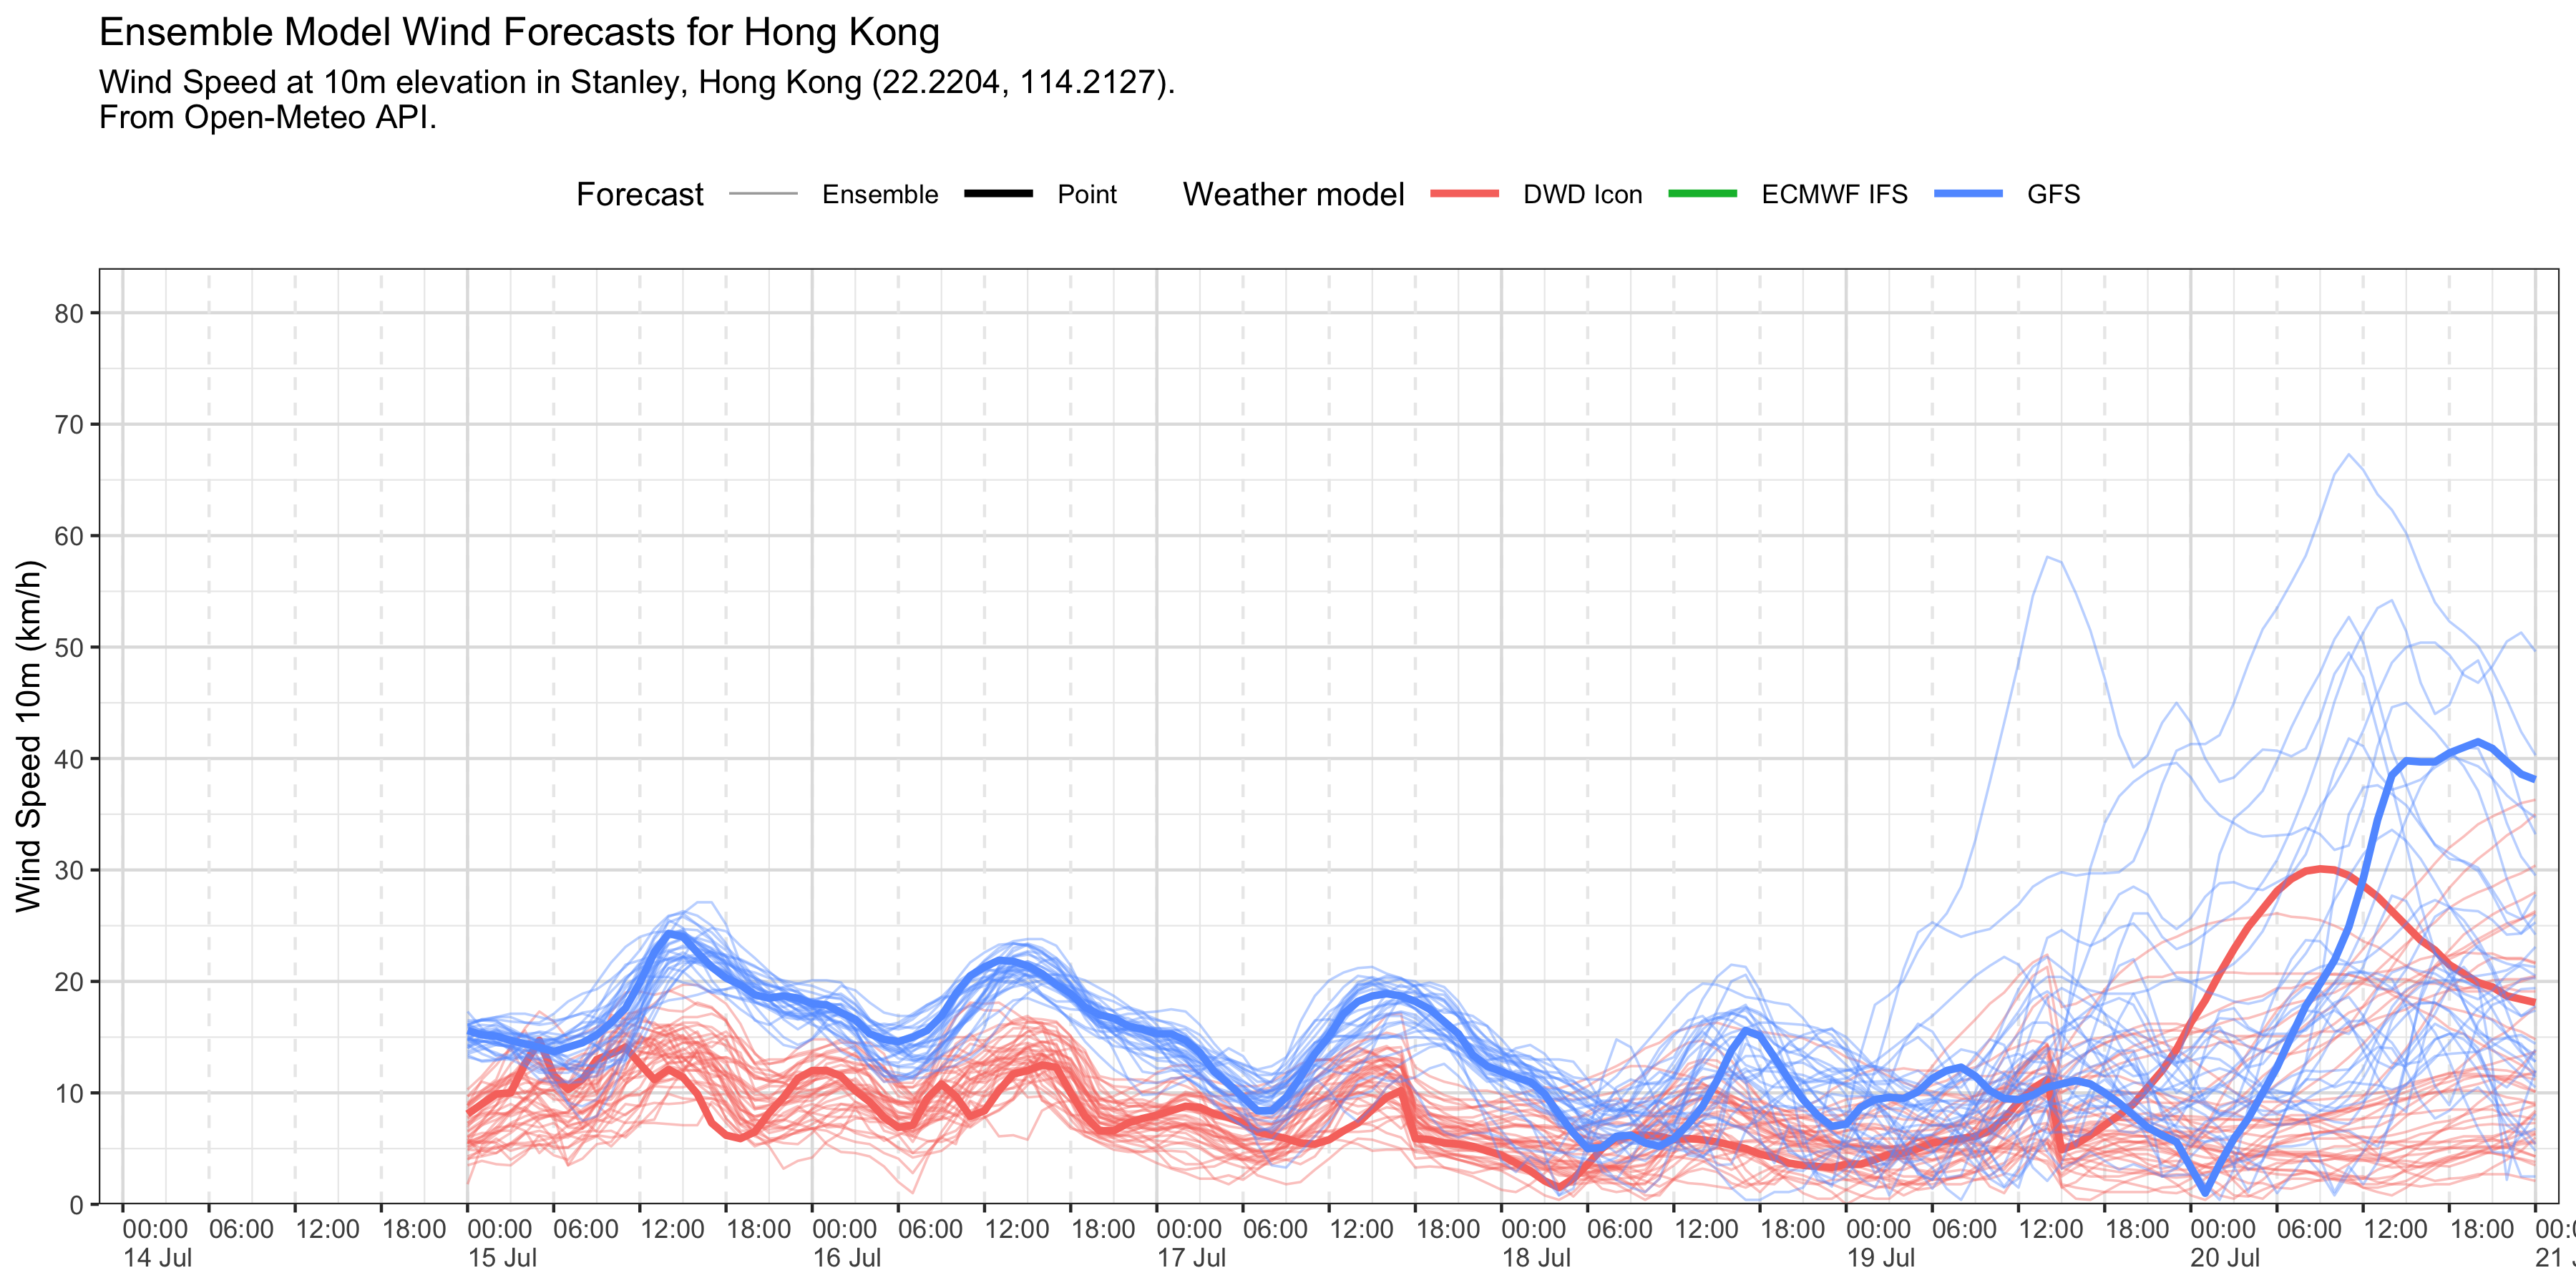 Ensemble Model Wind Forecasts for Hong Kong
Wind Speed at 10m elevation in Stanley, Hong Kong (22.2204, 114.2127).
From Open-Meteo API.
Forecast Ensemble Point Weather model DWD Icon ECMWF IFS GFS
Wind Speed 10m (km/h)
80
70
60
50
40
30
20
10
0
00:00 06:00 12:00 18:00 00:00 06:00 12:00 18:00 00:00 06:00 12:00 18:00 00:00 06:00 12:00 18:00 00:00 06:00 12:00 18:00 00:00 06:00 12:00 18:00 00:00 06:00 12:00 18:00
14 Jul 15 Jul 16 Jul 17 Jul 18 Jul 19 Jul 20 Jul 21